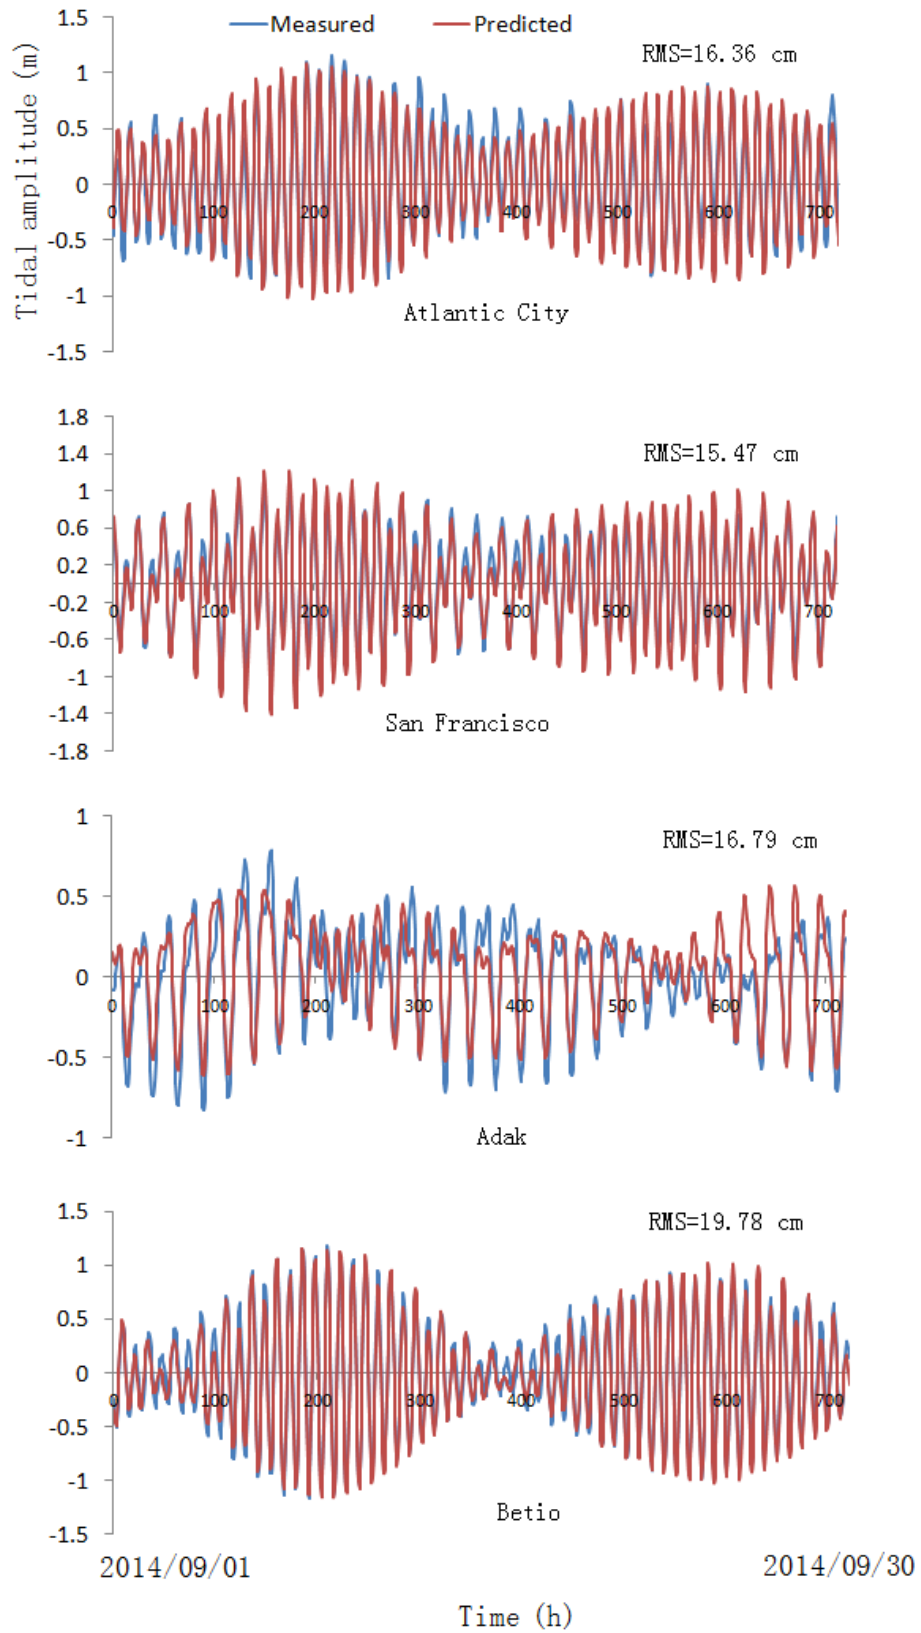 Measured Predicted
RMS=16.36 cm
Tidal amplitude (m)
1.5
1
0.5
0
-0.5
-1
-1.5
0 100 200 300 400 500 600 700
Atlantic City
1.8
1.4
1
0.6
0.2
-0.2
-0.6
-1
-1.4
-1.8
RMS=15.47 cm
0 100 200 300 400 500 600 700
San Francisco
1
0.5
0
-0.5
-1
RMS=16.79 cm
0 100 200 300 400 500 600 700
Adak
1.5
1
0.5
0
-0.5
-1
-1.5
RMS=19.78 cm
0 100 200 300 400 500 600 700
Betio
2014/09/01 2014/09/30
Time (h)